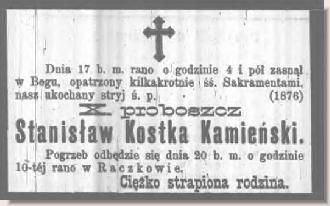 Dnia 17 b. m. rano o godzinie 4 i pół zasnął
w Bogu, opatrzony kilkakrotnie śś. Sakramentami,
nasz ukochany stryj ś. p. (1876)
X. proboszcz
Stanisław Kostka Kamieński.
Pogrzeb odbędzie się dnia 20 b. m. o godzinie
10-téj rano w Raczkowie.
Ciężko strapiona rodzina.